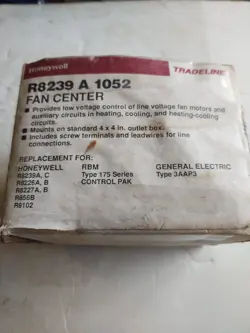 Honeywell
TRADELINE
R8239 A 1052
FAN CENTER
• Provides low voltage control of line voltage fan motors and
auxiliary circuits in heating, cooling, and heating-cooling
circuits.
• Mounts on standard 4 x 4 in. outlet box.
• Includes screw terminals and leadwires for line
connections.
REPLACEMENT FOR:
HONEYWELL RBM GENERAL ELECTRIC
R8239A, C Type 175 Series Type 3AAP3
R8226A, B CONTROL PAK
R8227A, B
R856B
R8102